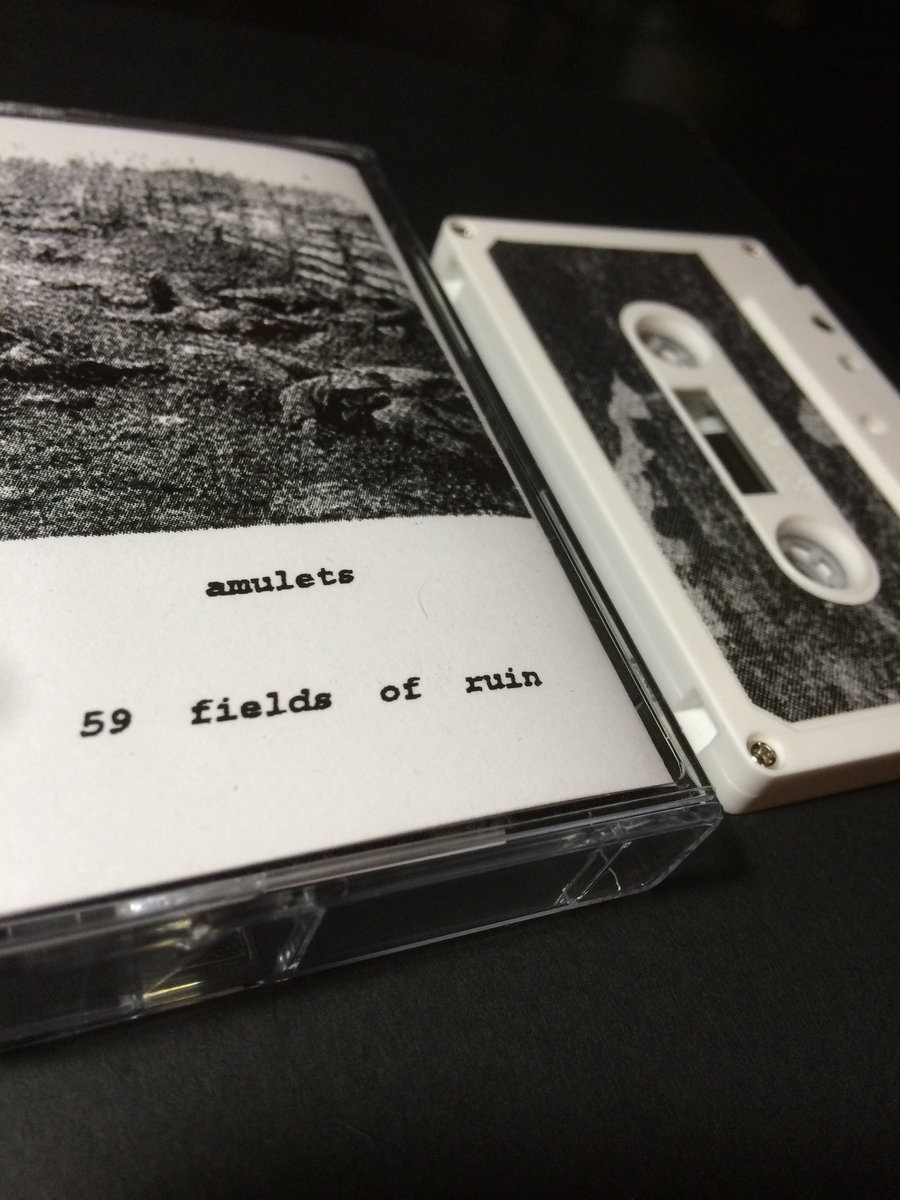 amulets
59 fields of ruin